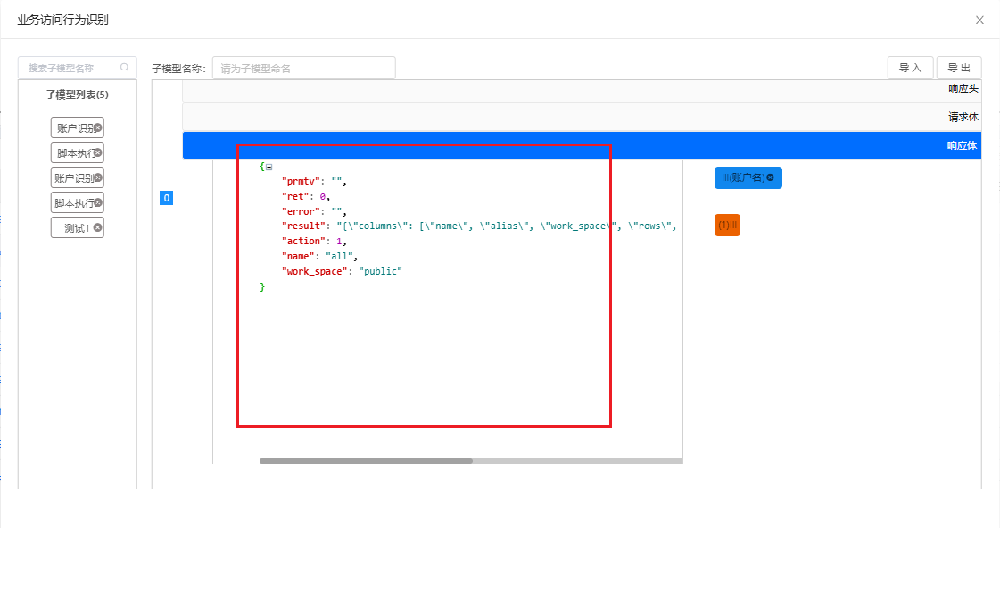 业务访问行为识别
搜索子模型名称
子模型列表(5)
账户识别
脚本执行
账户识别
脚本执行
测试1
子模型名称：
请为子模型命名
导 入
导 出
响应头
请求体
响应体
0
{
"prmtv": "",
"ret": 0,
"error": "",
"result": "{\"columns\": [\"name\", \"alias\", \"work_space\", \"rows\",
"action": 1,
"name": "all",
"work_space": "public"
}
III(账户名)
(1)III